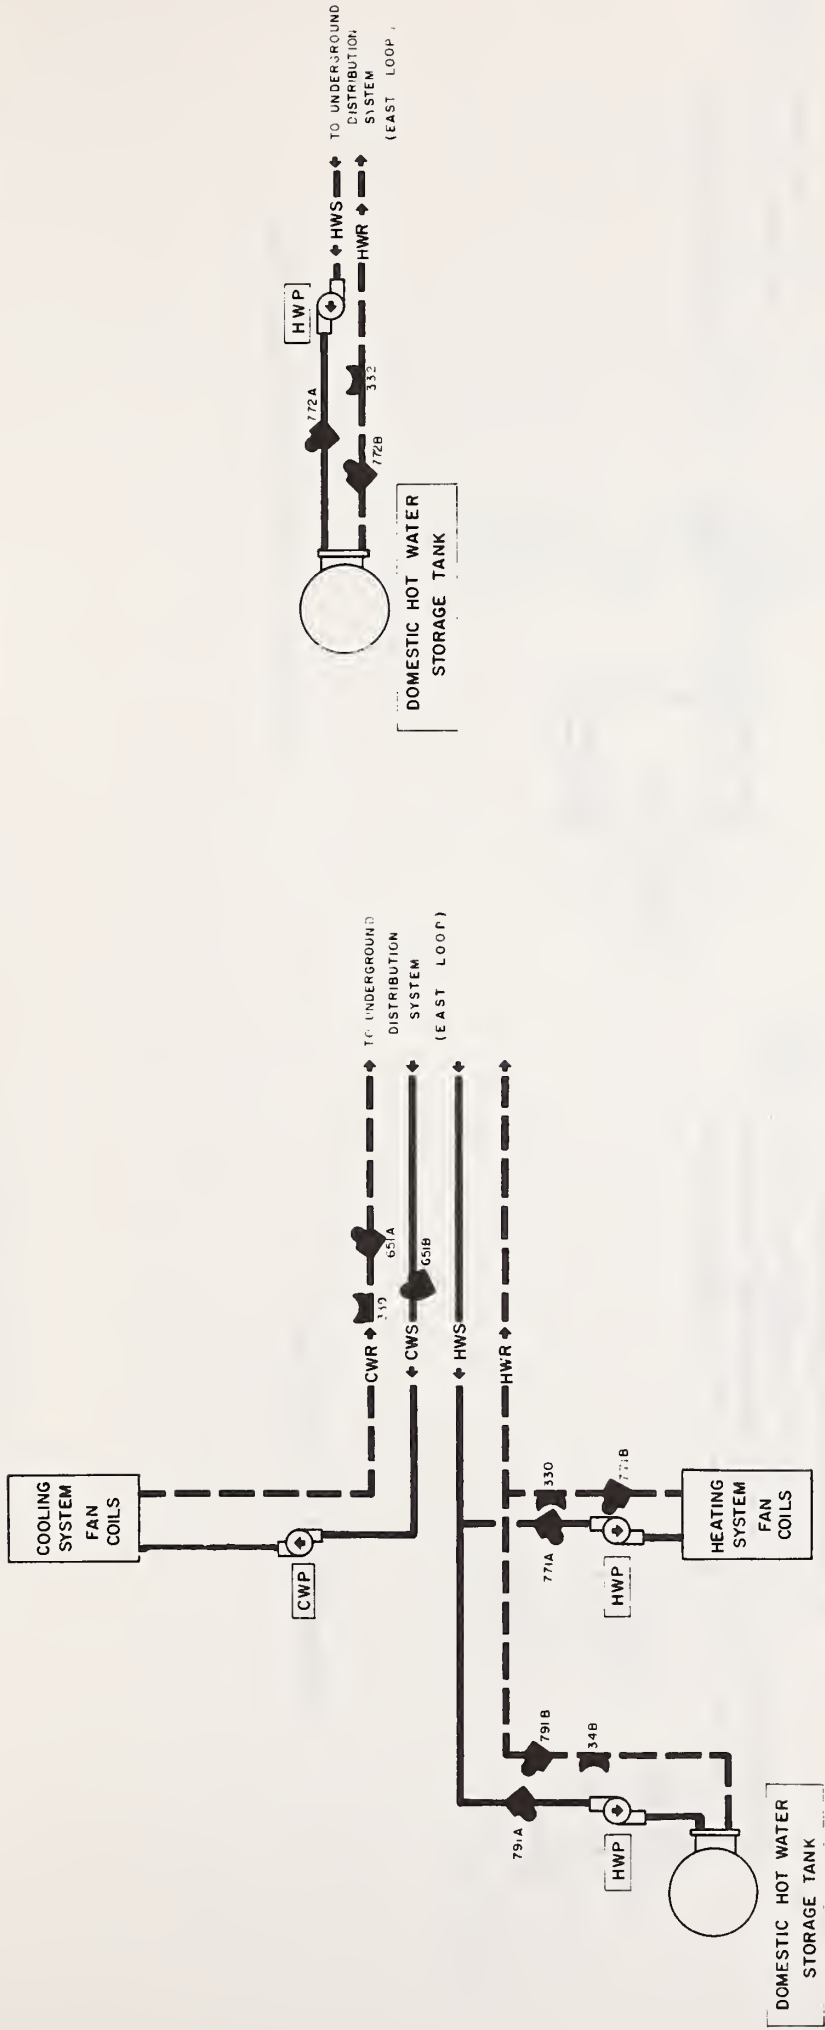 COOLING
SYSTEM
FAN
COILS
CWP
CWR
CWS
HWS
HWR
651A
651B
TO UNDERGROUND
DISTRIBUTION
SYSTEM
(EAST LOOP)
791A
791B
348
HWP
DOMESTIC HOT WATER
STORAGE TANK
771A
330
HWP
HEATING
SYSTEM
FAN
COILS
HWP
772A
772B
332
HWS
HWR
TO UNDERGROUND
DISTRIBUTION
SYSTEM
(EAST LOOP)
DOMESTIC HOT WATER
STORAGE TANK